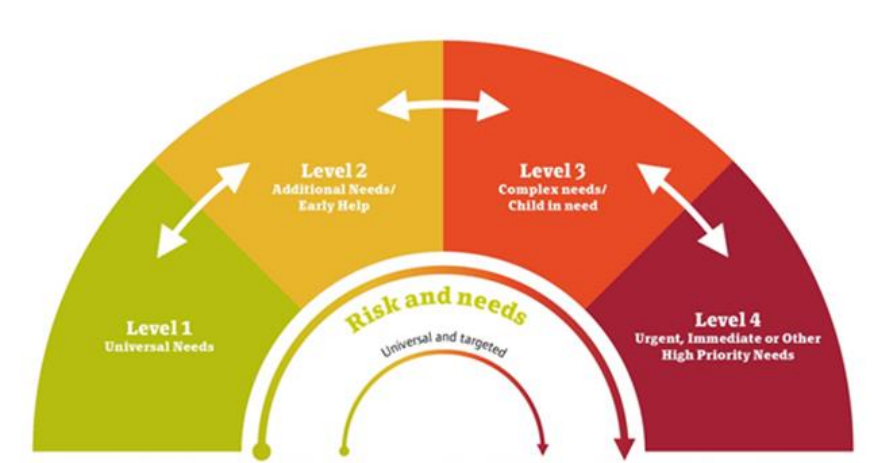 Level 1
Universal Needs
Level 2
Additional Needs/
Early Help
Level 3
Complex needs/
Child in need
Level 4
Urgent, Immediate or Other
High Priority Needs
Risk and needs
Universal and targeted